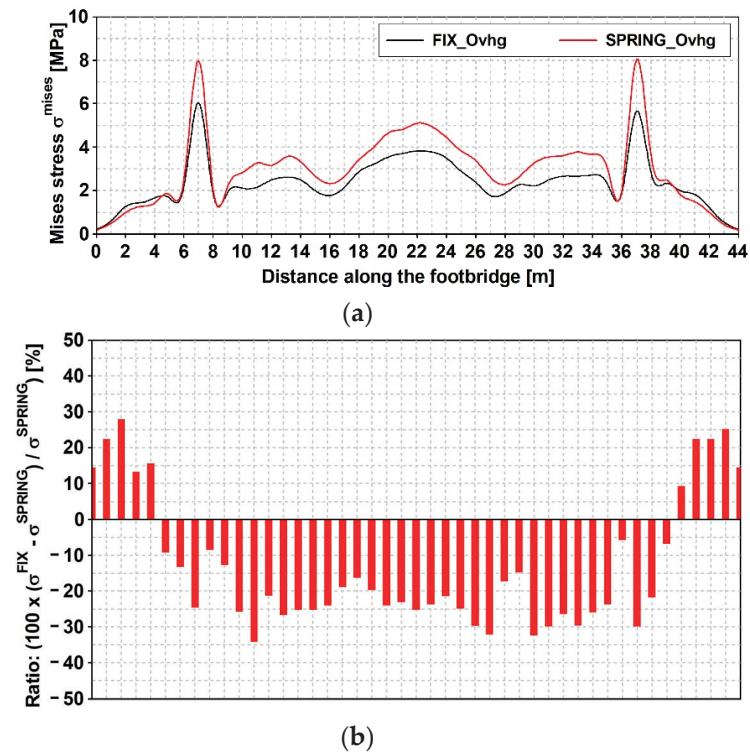 10
8
6
4
2
0
Mises stress σ^mises [MPa]
FIX_Ovhg
SPRING_Ovhg
0 2 4 6 8 10 12 14 16 18 20 22 24 26 28 30 32 34 36 38 40 42 44
Distance along the footbridge [m]
(a)
50
40
30
20
10
0
−10
−20
−30
−40
−50
Ratio: (100 x (σ^FIX - σ^SPRING) / σ^SPRING) [%]
(b)